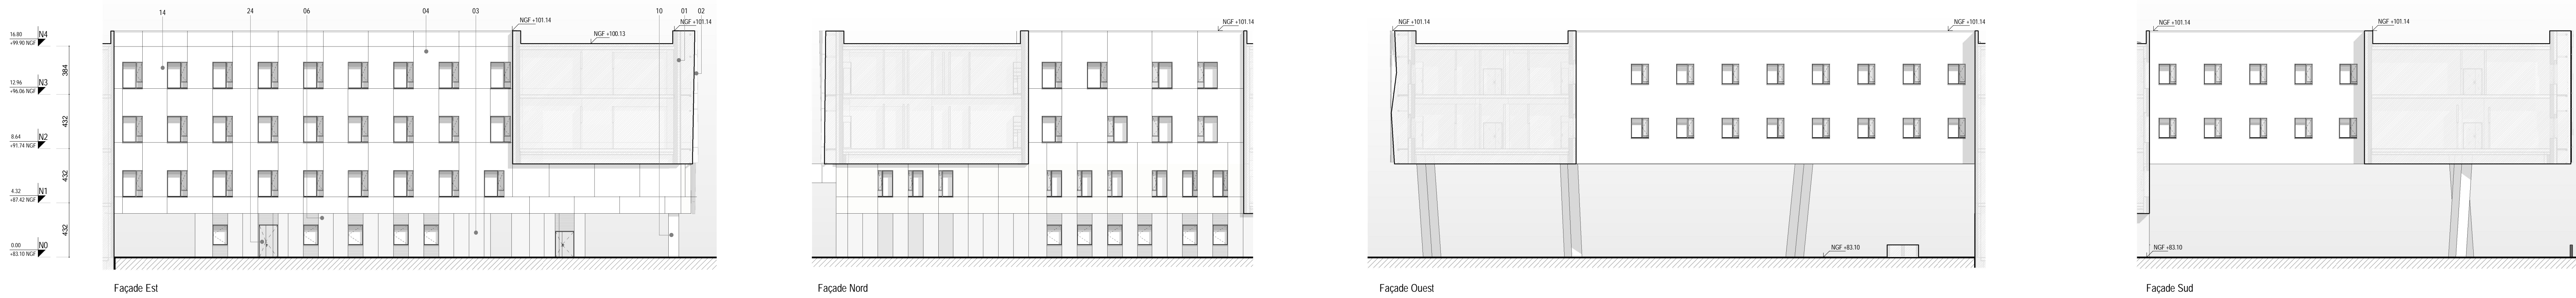 14
24
06
04
03
10
01
02
NGF +101.14
NGF +101.14
NGF +100.13
16.80
N4
+99.90 NGF
384
12.96
N3
+96.06 NGF
432
8.64
N2
+91.74 NGF
432
4.32
N1
+87.42 NGF
432
0.00
N0
+83.10 NGF
Façade Est
NGF +101.14
Façade Nord
NGF +101.14
NGF +101.14
NGF +83.10
Façade Ouest
NGF +101.14
NGF +101.14
NGF +83.10
Façade Sud